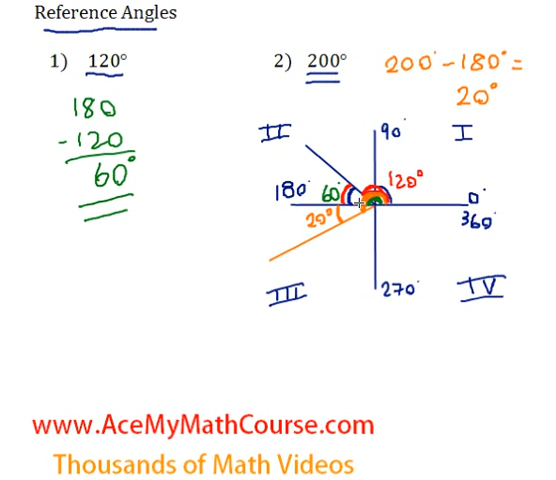 Reference Angles
1) 120°
180
-120
60°
2) 200°
200° - 180° =
20°
II
90°
I
180°
60°
120°
0°
20°
360°
III
270°
IV
www.AceMyMathCourse.com
Thousands of Math Videos